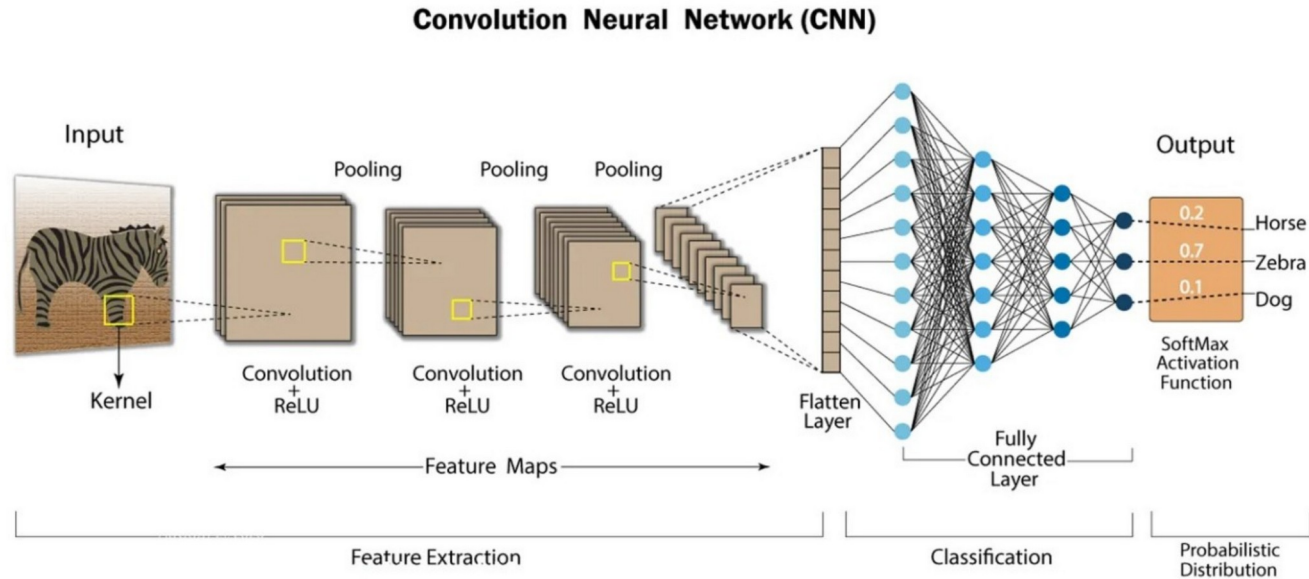 Convolution Neural Network (CNN)
Input
Kernel
Pooling
Pooling
Pooling
Convolution
+
ReLU
Convolution
+
ReLU
Convolution
+
ReLU
Feature Maps
Flatten
Layer
Fully
Connected
Layer
Output
0.2
Horse
0.7
Zebra
0.1
Dog
SoftMax
Activation
Function
Feature Extraction
Classification
Probabilistic
Distribution